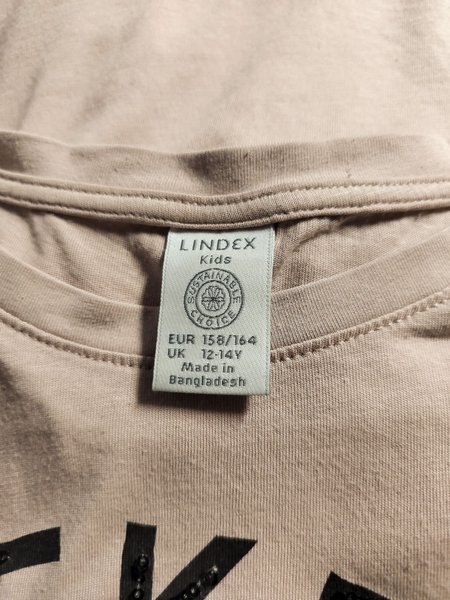 LINDEX
Kids
SUSTAINABLE
CHOICE
EUR 158/164
UK 12-14Y
Made in
Bangladesh